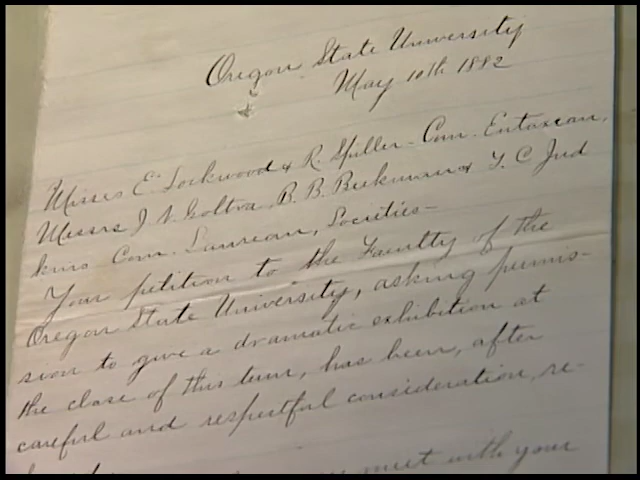 Oregon State University
May 10th 1882
Misses E. Lockwood & R. Spiller - Com. Eutaxian,
Messrs J. N. Goltra, B. B. Beekman & T. C. Jud
kins Com. Laurean, Societies -
Your petition to the Faculty of the
Oregon State University, asking permis-
sion to give a dramatic exhibition at
the close of this term, has been, after
careful and respectful consideration, re-
meet with your